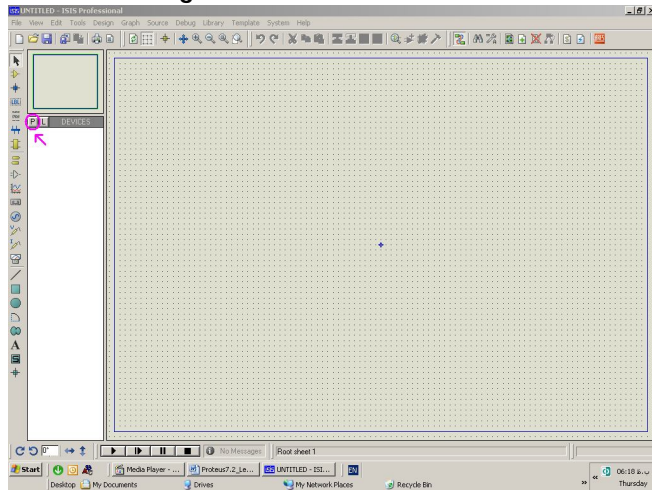 UNTITLED - ISIS Professional
File View Edit Tools Design Graph Source Debug Library Template System Help
P L DEVICES
No Messages Root sheet 1
Start Media Player - ... Proteus7.2_Le... UNTITLED - ISI... EN 06:18
Desktop My Documents Drives My Network Places Recycle Bin Thursday